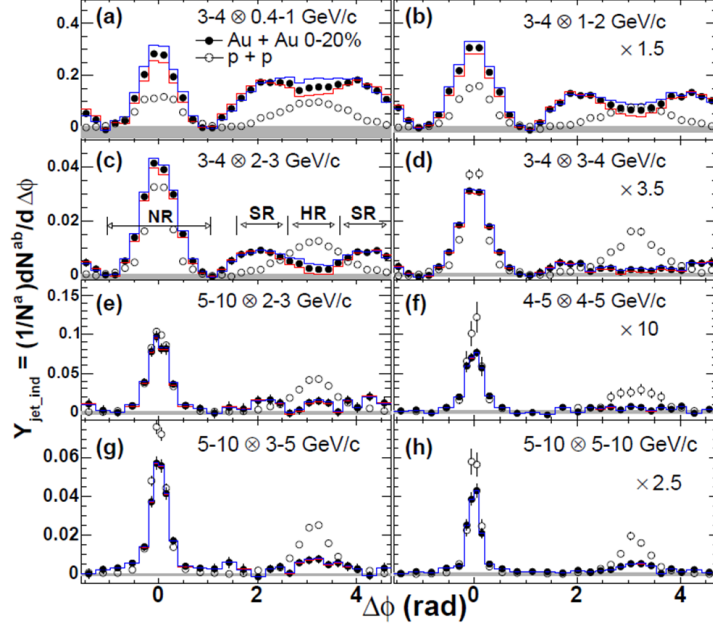 (a) 3-4 ⊗ 0.4-1 GeV/c
Au + Au 0-20%
p + p
(b) 3-4 ⊗ 1-2 GeV/c
× 1.5
0.4
0.2
0
(c) 3-4 ⊗ 2-3 GeV/c
NR SR HR SR
(d) 3-4 ⊗ 3-4 GeV/c
× 3.5
0.04
0.02
0
(e) 5-10 ⊗ 2-3 GeV/c
(f) 4-5 ⊗ 4-5 GeV/c
× 10
0.15
0.1
0.05
0
(g) 5-10 ⊗ 3-5 GeV/c
(h) 5-10 ⊗ 5-10 GeV/c
× 2.5
0.06
0.04
0.02
0
0 2 4 0 2 4
Δϕ (rad)
Y_jet_ind = (1/N^a)dN^ab/d Δϕ